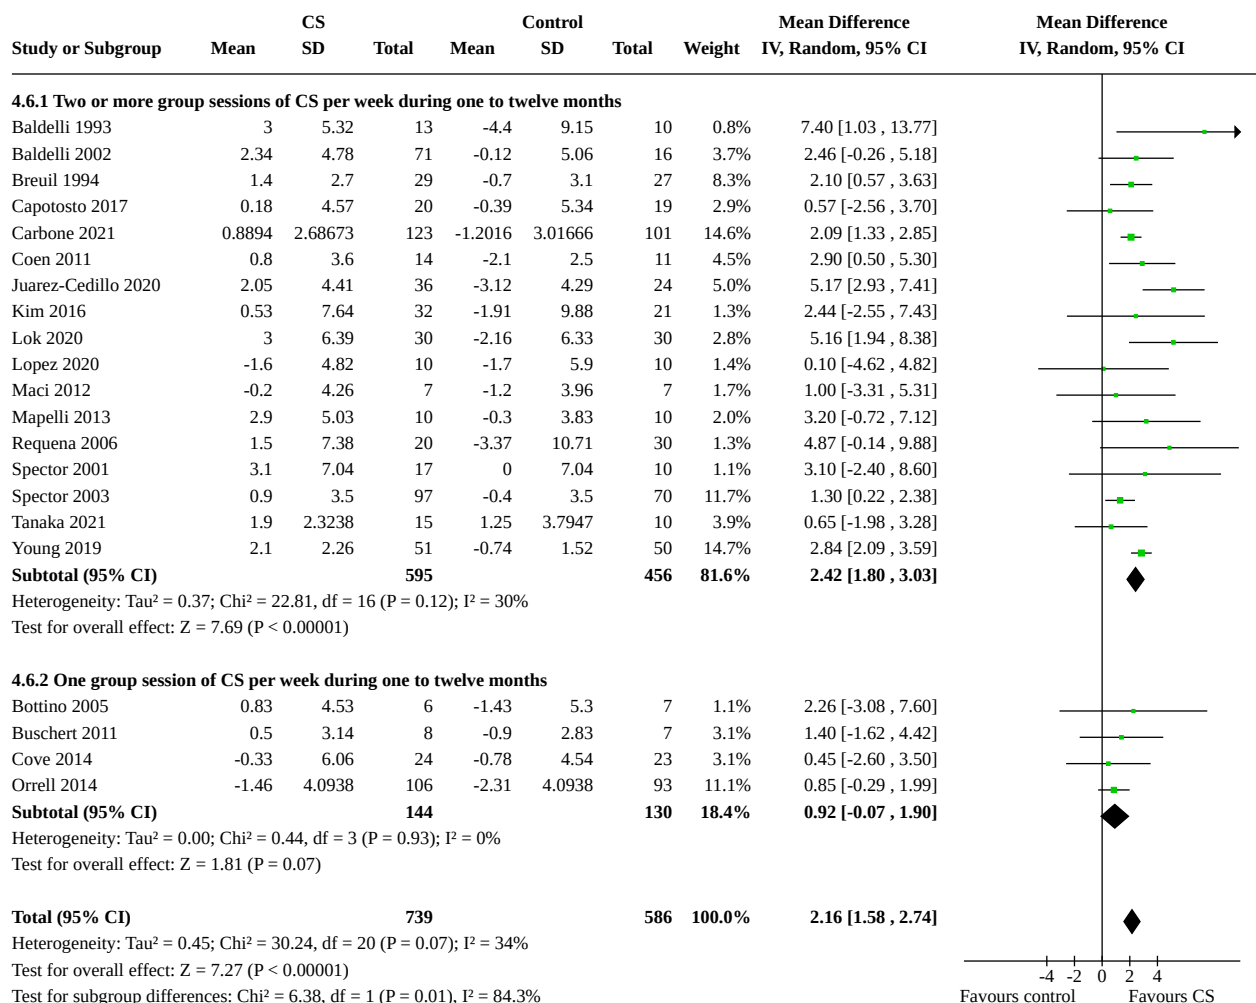 CS Control Mean Difference Mean Difference
Study or Subgroup Mean SD Total Mean SD Total Weight IV, Random, 95% CI IV, Random, 95% CI
4.6.1 Two or more group sessions of CS per week during one to twelve months
Baldelli 1993 3 5.32 13 -4.4 9.15 10 0.8% 7.40 [1.03 , 13.77]
Baldelli 2002 2.34 4.78 71 -0.12 5.06 16 3.7% 2.46 [-0.26 , 5.18]
Breuil 1994 1.4 2.7 29 -0.7 3.1 27 8.3% 2.10 [0.57 , 3.63]
Capotosto 2017 0.18 4.57 20 -0.39 5.34 19 2.9% 0.57 [-2.56 , 3.70]
Carbone 2021 0.8894 2.68673 123 -1.2016 3.01666 101 14.6% 2.09 [1.33 , 2.85]
Coen 2011 0.8 3.6 14 -2.1 2.5 11 4.5% 2.90 [0.50 , 5.30]
Juarez-Cedillo 2020 2.05 4.41 36 -3.12 4.29 24 5.0% 5.17 [2.93 , 7.41]
Kim 2016 0.53 7.64 32 -1.91 9.88 21 1.3% 2.44 [-2.55 , 7.43]
Lok 2020 3 6.39 30 -2.16 6.33 30 2.8% 5.16 [1.94 , 8.38]
Lopez 2020 -1.6 4.82 10 -1.7 5.9 10 1.4% 0.10 [-4.62 , 4.82]
Maci 2012 -0.2 4.26 7 -1.2 3.96 7 1.7% 1.00 [-3.31 , 5.31]
Mapelli 2013 2.9 5.03 10 -0.3 3.83 10 2.0% 3.20 [-0.72 , 7.12]
Requena 2006 1.5 7.38 20 -3.37 10.71 30 1.3% 4.87 [-0.14 , 9.88]
Spector 2001 3.1 7.04 17 0 7.04 10 1.1% 3.10 [-2.40 , 8.60]
Spector 2003 0.9 3.5 97 -0.4 3.5 70 11.7% 1.30 [0.22 , 2.38]
Tanaka 2021 1.9 2.3238 15 1.25 3.7947 10 3.9% 0.65 [-1.98 , 3.28]
Young 2019 2.1 2.26 51 -0.74 1.52 50 14.7% 2.84 [2.09 , 3.59]
Subtotal (95% CI) 595 456 81.6% 2.42 [1.80 , 3.03]
Heterogeneity: Tau² = 0.37; Chi² = 22.81, df = 16 (P = 0.12); I² = 30%
Test for overall effect: Z = 7.69 (P < 0.00001)
4.6.2 One group session of CS per week during one to twelve months
Bottino 2005 0.83 4.53 6 -1.43 5.3 7 1.1% 2.26 [-3.08 , 7.60]
Buschert 2011 0.5 3.14 8 -0.9 2.83 7 3.1% 1.40 [-1.62 , 4.42]
Cove 2014 -0.33 6.06 24 -0.78 4.54 23 3.1% 0.45 [-2.60 , 3.50]
Orrell 2014 -1.46 4.0938 106 -2.31 4.0938 93 11.1% 0.85 [-0.29 , 1.99]
Subtotal (95% CI) 144 130 18.4% 0.92 [-0.07 , 1.90]
Heterogeneity: Tau² = 0.00; Chi² = 0.44, df = 3 (P = 0.93); I² = 0%
Test for overall effect: Z = 1.81 (P = 0.07)
Total (95% CI) 739 586 100.0% 2.16 [1.58 , 2.74]
Heterogeneity: Tau² = 0.45; Chi² = 30.24, df = 20 (P = 0.07); I² = 34%
Test for overall effect: Z = 7.27 (P < 0.00001)
-4 -2 0 2 4
Test for subgroup differences: Chi² = 6.38, df = 1 (P = 0.01), I² = 84.3%
Favours control Favours CS